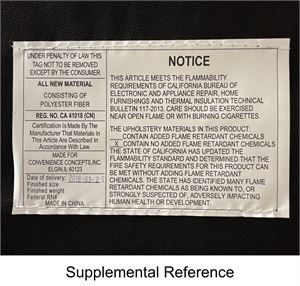 UNDER PENALTY OF LAW THIS
TAG NOT TO BE REMOVED
EXCEPT BY THE CONSUMER
ALL NEW MATERIAL
CONSISTING OF
POLYESTER FIBER
REG. NO. CA 41018 (CN)
Certification Is Made By the
Manufacturer That Materials In
This Article Are Described In
Accordance With Law
MADE FOR
CONVENIENCE CONCEPTS,INC
ELGIN,IL 60123
Date of delivery:
Finished size
Finished weight
Federal RN#
MADE IN CHINA
NOTICE
THIS ARTICLE MEETS THE FLAMMABILITY
REQUIREMENTS OF CALIFORNIA BUREAU OF
ELECTRONIC AND APPLIANCE REPAIR, HOME
FURNISHINGS AND THERMAL INSULATION TECHNICAL
BULLETIN 117-2013. CARE SHOULD BE EXERCISED
NEAR OPEN FLAME OR WITH BURNING CIGARETTES.
THE UPHOLSTERY MATERIALS IN THIS PRODUCT:
CONTAIN ADDED FLAME RETARDANT CHEMICALS
X CONTAIN NO ADDED FLAME RETARDANT CHEMICALS
THE STATE OF CALIFORNIA HAS UPDATED THE
FLAMMABILITY STANDARD AND DETERMINED THAT THE
FIRE SAFETY REQUIREMENTS FOR THIS PRODUCT CAN
BE MET WITHOUT ADDING FLAME RETARDANT
CHEMICALS. THE STATE HAS IDENTIFIED MANY FLAME
RETARDANT CHEMICALS AS BEING KNOWN TO, OR
STRONGLY SUSPECTED OF, ADVERSELY IMPACTING
HUMAN HEALTH OR DEVELOPMENT.
Supplemental Reference